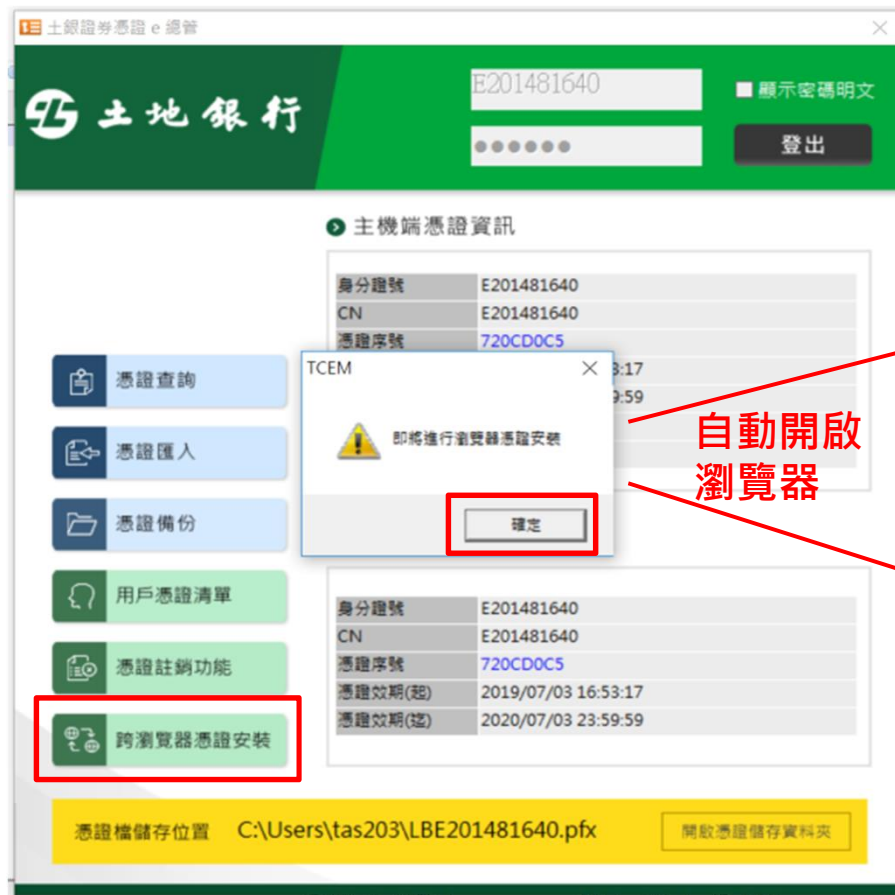 土銀證券憑證 e 總管
土地銀行
E201481640
顯示密碼明文
●●●●●●
登出
主機端憑證資訊
身分證號 E201481640
CN E201481640
憑證序號 720CD0C5
3:17
9:59
TCEM
即將進行瀏覽器憑證安裝
確定
自動開啟
瀏覽器
憑證查詢
憑證匯入
憑證備份
用戶憑證清單
憑證註銷功能
跨瀏覽器憑證安裝
身分證號 E201481640
CN E201481640
憑證序號 720CD0C5
憑證效期(起) 2019/07/03 16:53:17
憑證效期(迄) 2020/07/03 23:59:59
憑證檔儲存位置 C:\Users\tas203\LBE201481640.pfx 開啟憑證儲存資料夾